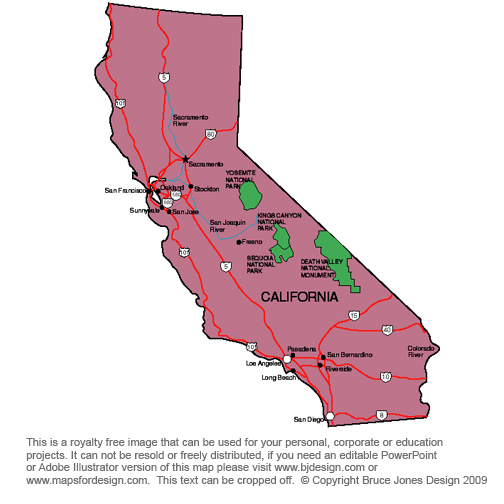 5
101
Sacramento
River
80
Sacramento
YOSEMITE
NATIONAL
PARK
San Francisco
Oakland
580
Stockton
680
Sunnyvale
San Jose
San Joaquin
River
KINGS CANYON
NATIONAL
PARK
Fresno
101
5
SEQUOIA
NATIONAL
PARK
DEATH VALLEY
NATIONAL
MONUMENT
CALIFORNIA
15
40
101
Pasadena
Los Angeles
San Bernardino
Colorado
River
Riverside
Long Beach
10
San Diego
8
This is a royalty free image that can be used for your personal, corporate or education
projects. It can not be resold or freely distributed, if you need an editable PowerPoint
or Adobe Illustrator version of this map please visit www.bjdesign.com or
www.mapsfordesign.com. This text can be cropped off. © Copyright Bruce Jones Design 2009